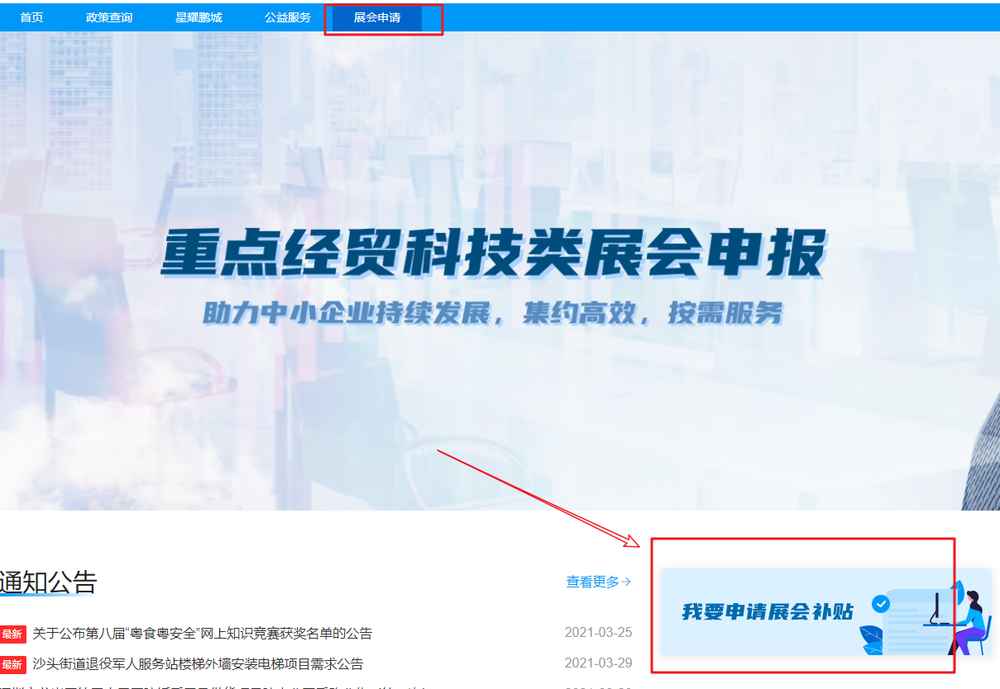 首页 政策查询 星耀鹏城 公益服务 展会申请
重点经贸科技类展会申报
助力中小企业持续发展，集约高效，按需服务
通知公告 查看更多→
我要申请展会补贴
最新 关于公布第八届“粤食粤安全”网上知识竞赛获奖名单的公告 2021-03-25
最新 沙头街道退役军人服务站楼梯外墙安装电梯项目需求公告 2021-03-29